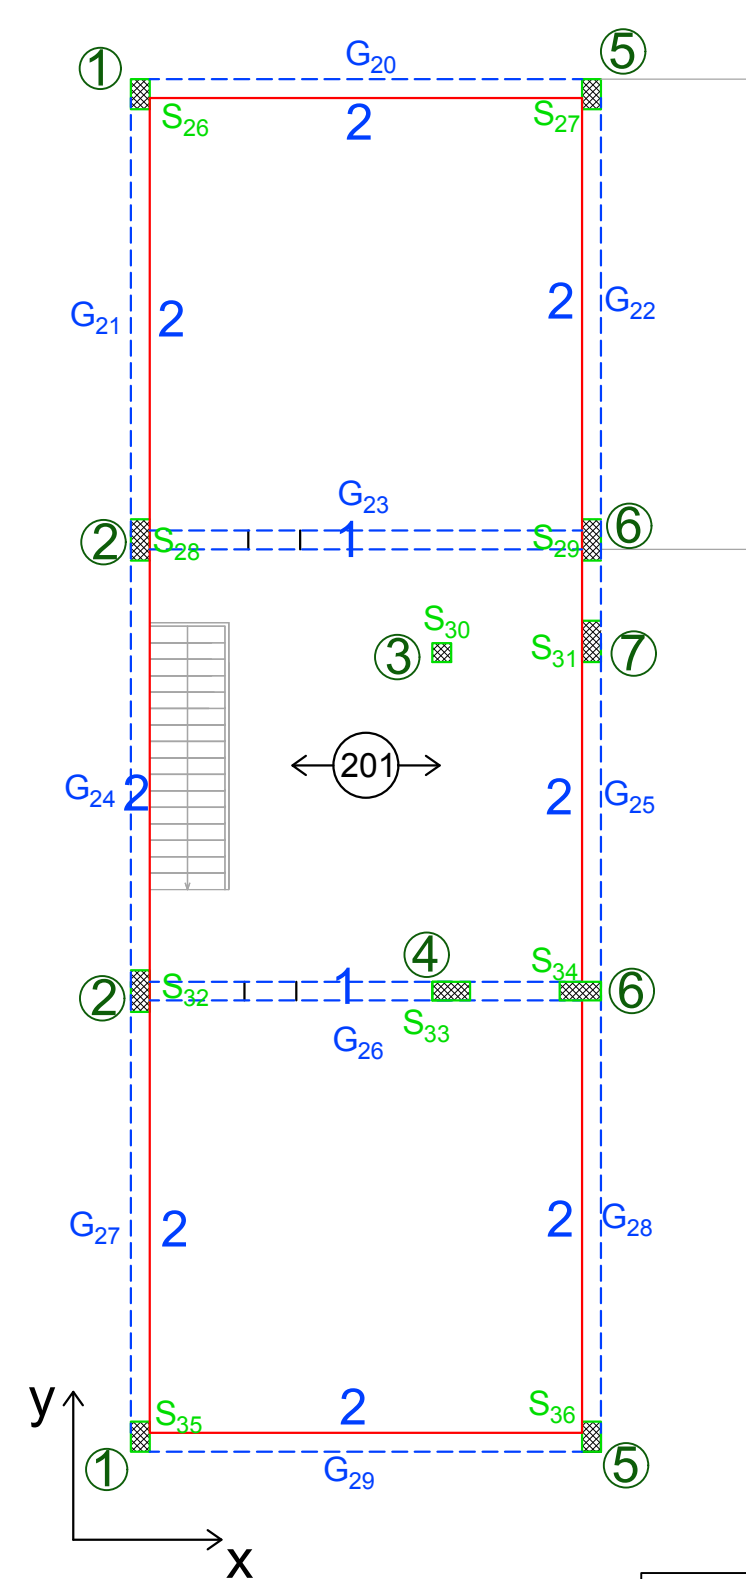 1 G20 5
S26 2 S27
G21 2 2 G22
G23
2 S28 1 S29 6
S30
3 S31 7
201
G24 2 2 G25
4 S34
2 S32 1 6
S33
G26
G27 2 2 G28
y S35 2 S36
1 G29 5
x